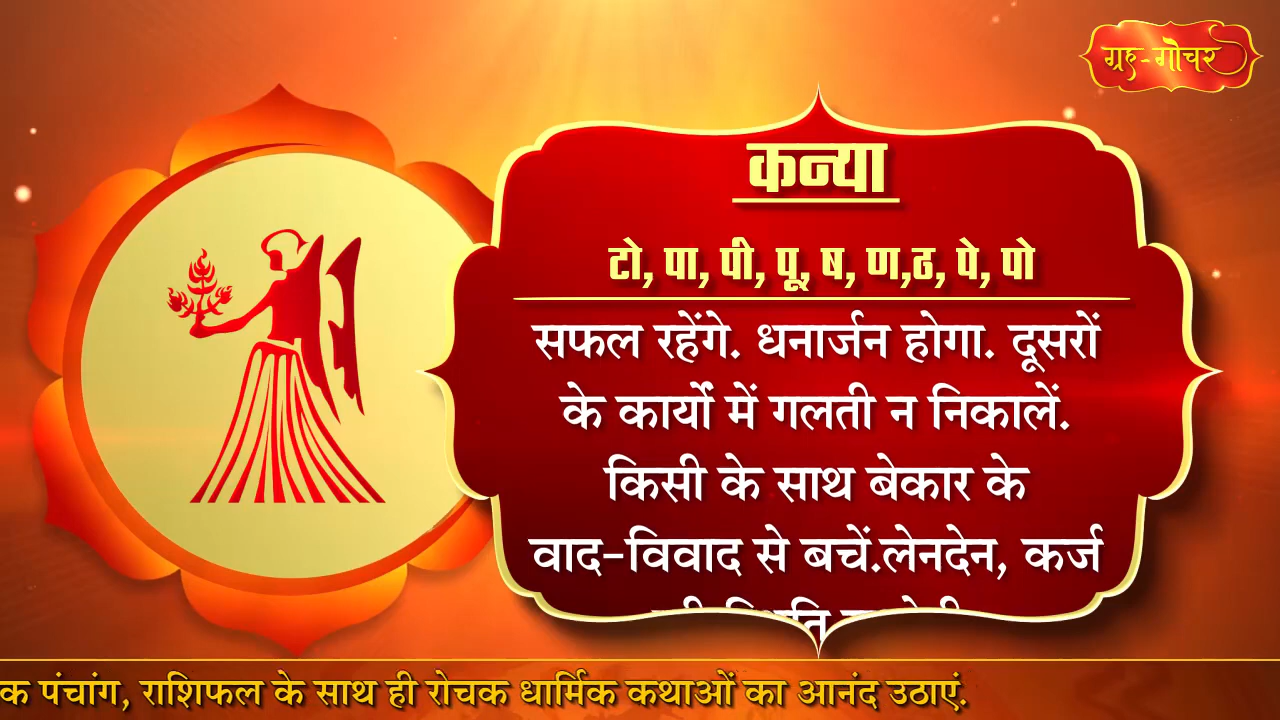 ग्रह-गोचर
कन्या
टो, पा, पी, पू, ष, ण,ठ, पे, पो
सफल रहेंगे. धनार्जन होगा. दूसरों
के कार्यों में गलती न निकालें.
किसी के साथ बेकार के
वाद-विवाद से बचें.लेनदेन, कर्ज
क पंचांग, राशिफल के साथ ही रोचक धार्मिक कथाओं का आनंद उठाएं.